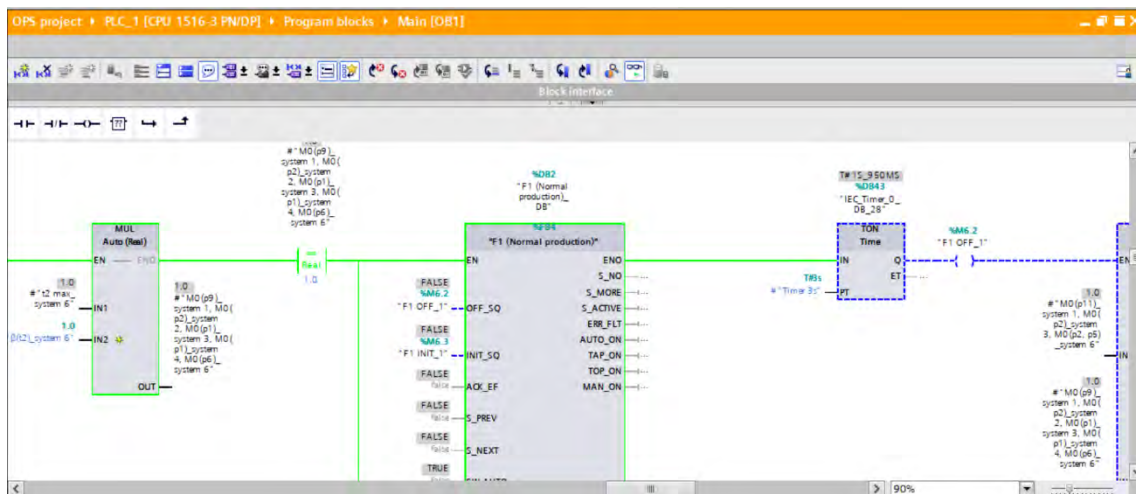 OPS project ▸ PLC_1 [CPU 1516-3 PN/DP] ▸ Program blocks ▸ Main [OB1]
Block interface
#"M0(p9)_
system 1, M0(
p2)_system
2, M0(p1)_
system 3, M0(
p1)_system
4, M0(p6)_
system 6"
==
Real
1.0
MUL
Auto (Real)
EN
ENO
1.0
#"t2 max_
system 6"
IN1
1.0
IN2
OUT
1.0
#"M0(p9)_
system 1, M0(
p2)_system
2, M0(p1)_
system 3, M0(
p1)_system
4, M0(p6)_
system 6"
%DB2
"F1 (Normal
production)_
DB"
%FB4
"F1 (Normal production)"
EN
ENO
S_NO
S_MORE
S_ACTIVE
ERR_FLT
AUTO_ON
TAP_ON
TOP_ON
MAN_ON
FALSE
%M6.2
"F1 OFF_1"
OFF_SQ
FALSE
%M6.3
"F1 INIT_1"
INIT_SQ
FALSE
false
ACK_EF
FALSE
false
S_PREV
FALSE
false
S_NEXT
TRUE
T#1S_950MS
%DB43
"IEC_Timer_0_
DB_28"
TON
Time
IN
Q
ET
PT
T#3s
#"Timer 3s"
%M6.2
"F1 OFF_1"
EN
1.0
#"M0(p11)_
system 1, M0(
p2)_system
3, M0(p2, p5)
_system 6"
IN
1.0
#"M0(p9)_
system 1, M0(
p2)_system
2, M0(p1)_
system 3, M0(
p1)_system
4, M0(p6)_
system 6"
90%